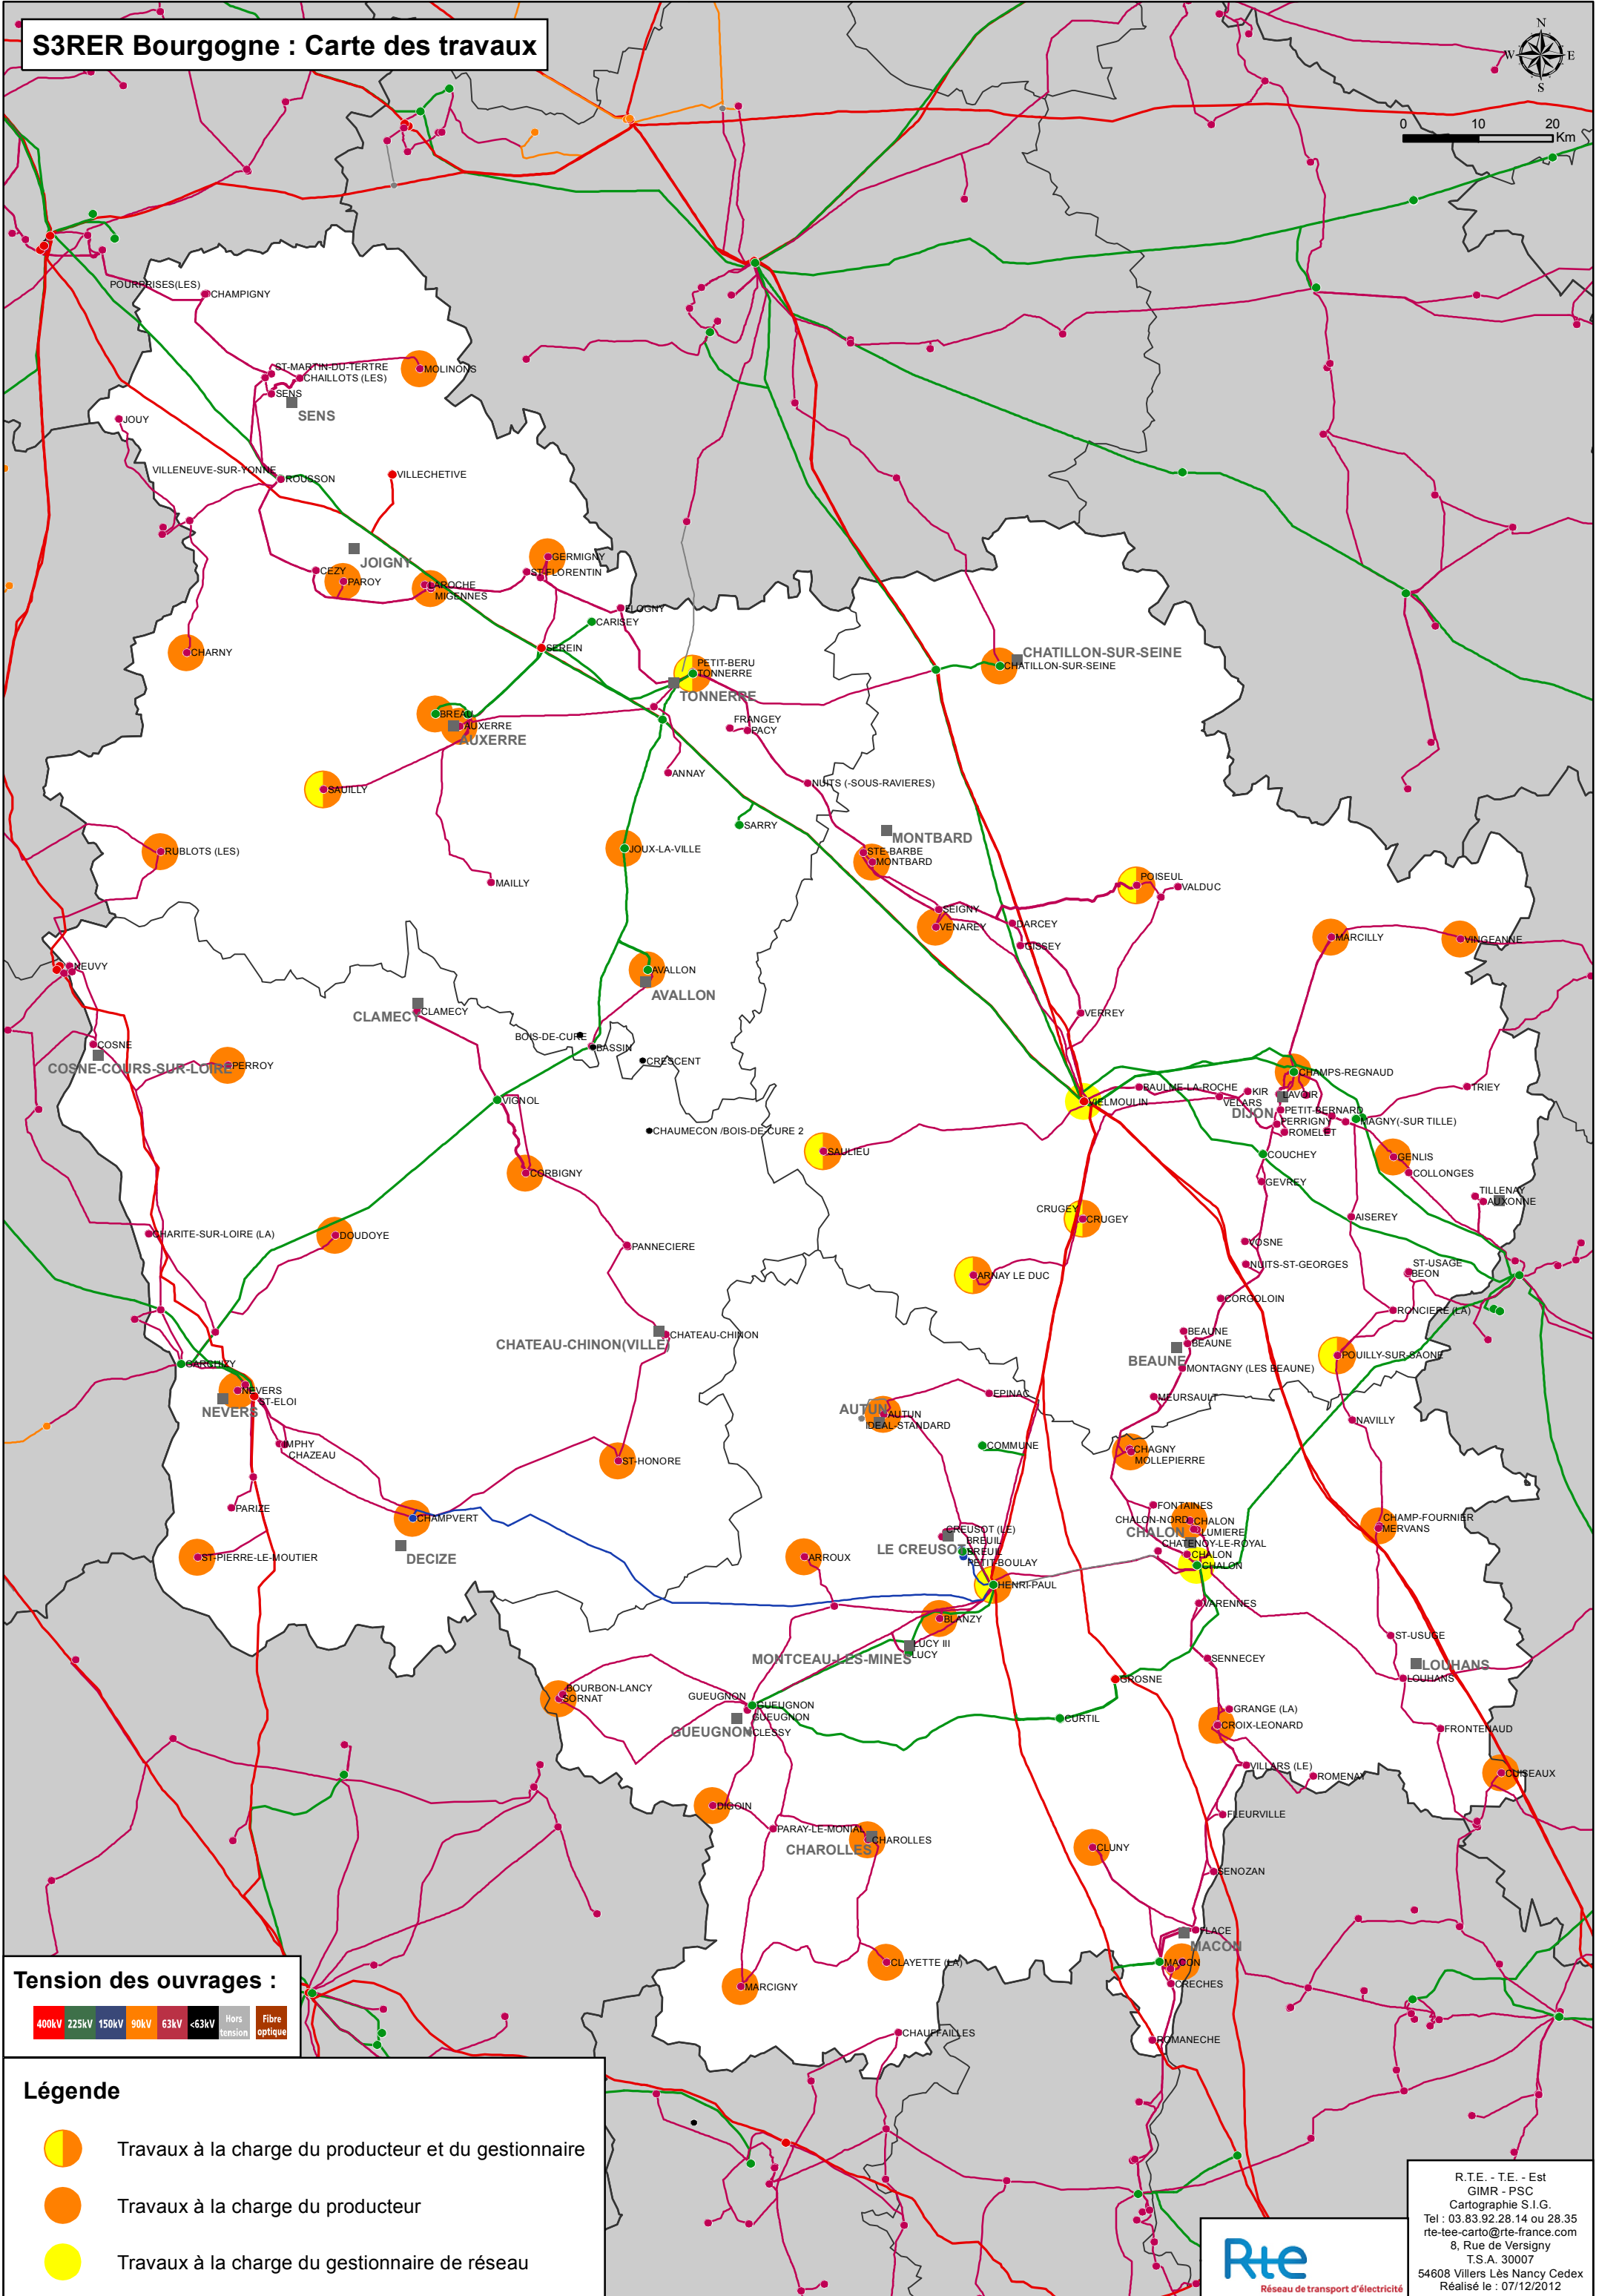 S3RER Bourgogne : Carte des travaux
N
W E
S
0 10 20
Km
POURPRISES(LES)
CHAMPIGNY
ST-MARTIN-DU-TERTRE
CHAILLOTS (LES)
MOLINONS
SENS
SENS
JOUY
VILLENEUVE-SUR-YONNE
ROUSSON
VILLECHETIVE
JOIGNY
GERMIGNY
ST-FLORENTIN
CEZY
PAROY
LAROCHE
MIGENNES
FLOGNY
CARISEY
CHARNY
SEREIN
PETIT-BERU
TONNERRE
TONNERRE
CHATILLON-SUR-SEINE
CHATILLON-SUR-SEINE
BREAU
AUXERRE
AUXERRE
FRANGEY
PACY
ANNAY
NUITS (-SOUS-RAVIERES)
SAUILLY
SARRY
MONTBARD
RUBLOTS (LES)
JOUX-LA-VILLE
STE-BARBE
MONTBARD
MAILLY
POISEUL
VALDUC
SEIGNY
VENAREY
DARCEY
GISSEY
MARCILLY
VINGEANNE
NEUVY
AVALLON
AVALLON
CLAMECY
CLAMECY
VERREY
BOIS-DE-CURE
BASSIN
CRESCENT
COSNE
COSNE-COURS-SUR-LOIRE
PERROY
CHAMPS-REGNAUD
VIGNOL
VIELMOULIN
BAULME-LA-ROCHE
VELARS
KIR
LAVOIR
TRIEY
DIJON
PETIT-BERNARD
PERRIGNY
ROMELET
MAGNY(-SUR TILLE)
CHAUMECON /BOIS-DE-CURE 2
SAULIEU
COUCHEY
GENLIS
COLLONGES
CORBIGNY
GEVREY
TILLENAY
AUXONNE
CRUGEY
CRUGEY
AISEREY
CHARITE-SUR-LOIRE (LA)
DOUDOYE
PANNECIERE
VOSNE
NUITS-ST-GEORGES
ARNAY LE DUC
ST-USAGE
BEON
CORGOLOIN
RONCIERE (LA)
CHATEAU-CHINON(VILLE)
CHATEAU-CHINON
BEAUNE
BEAUNE
BEAUNE
MONTAGNY (LES BEAUNE)
POUILLY-SUR-SAONE
GARCHIZY
NEVERS
ST-ELOI
NEVERS
EPINAC
MEURSAULT
AUTUN
AUTUN
IDEAL-STANDARD
NAVILLY
IMPHY
CHAZEAU
COMMUNE
CHAGNY
MOLLEPIERRE
ST-HONORE
PARIZE
CHAMPVERT
FONTAINES
CHALON-NORD
CHALON
CHALON
LUMIERE
CHATENOY-LE-ROYAL
CHALON
CHALON
CHAMP-FOURNIER
MERVANS
CREUSOT (LE)
BREUIL
LE CREUSOT
BREUIL
PETIT-BOULAY
DECIZE
ST-PIERRE-LE-MOUTIER
ARROUX
HENRI-PAUL
VARENNES
BLANZY
ST-USUGE
LUCY III
LUCY
MONTCEAU-LES-MINES
SENNECEY
LOUHANS
LOUHANS
GROSNE
BOURBON-LANCY
SORNAT
GUEUGNON
GUEUGNON
GUEUGNON
GUEUGNON
CLESSY
CURTIL
GRANGE (LA)
CROIX-LEONARD
FRONTENAUD
VILLARS (LE)
ROMENAY
CUISEAUX
DIGOIN
FLEURVILLE
PARAY-LE-MONIAL
CHAROLLES
CHAROLLES
CLUNY
SENOZAN
FLACE
MACON
MACON
CLAYETTE (LA)
CRECHES
MARCIGNY
CHAUFFAILLES
ROMANECHE
Tension des ouvrages :
400kV 225kV 150kV 90kV 63kV <63kV Hors tension Fibre optique
Légende
Travaux à la charge du producteur et du gestionnaire
Travaux à la charge du producteur
Travaux à la charge du gestionnaire de réseau
Rte
Réseau de transport d'électricité
R.T.E. - T.E. - Est
GIMR - PSC
Cartographie S.I.G.
Tel : 03.83.92.28.14 ou 28.35
rte-tee-carto@rte-france.com
8, Rue de Versigny
T.S.A. 30007
54608 Villers Lès Nancy Cedex
Réalisé le : 07/12/2012